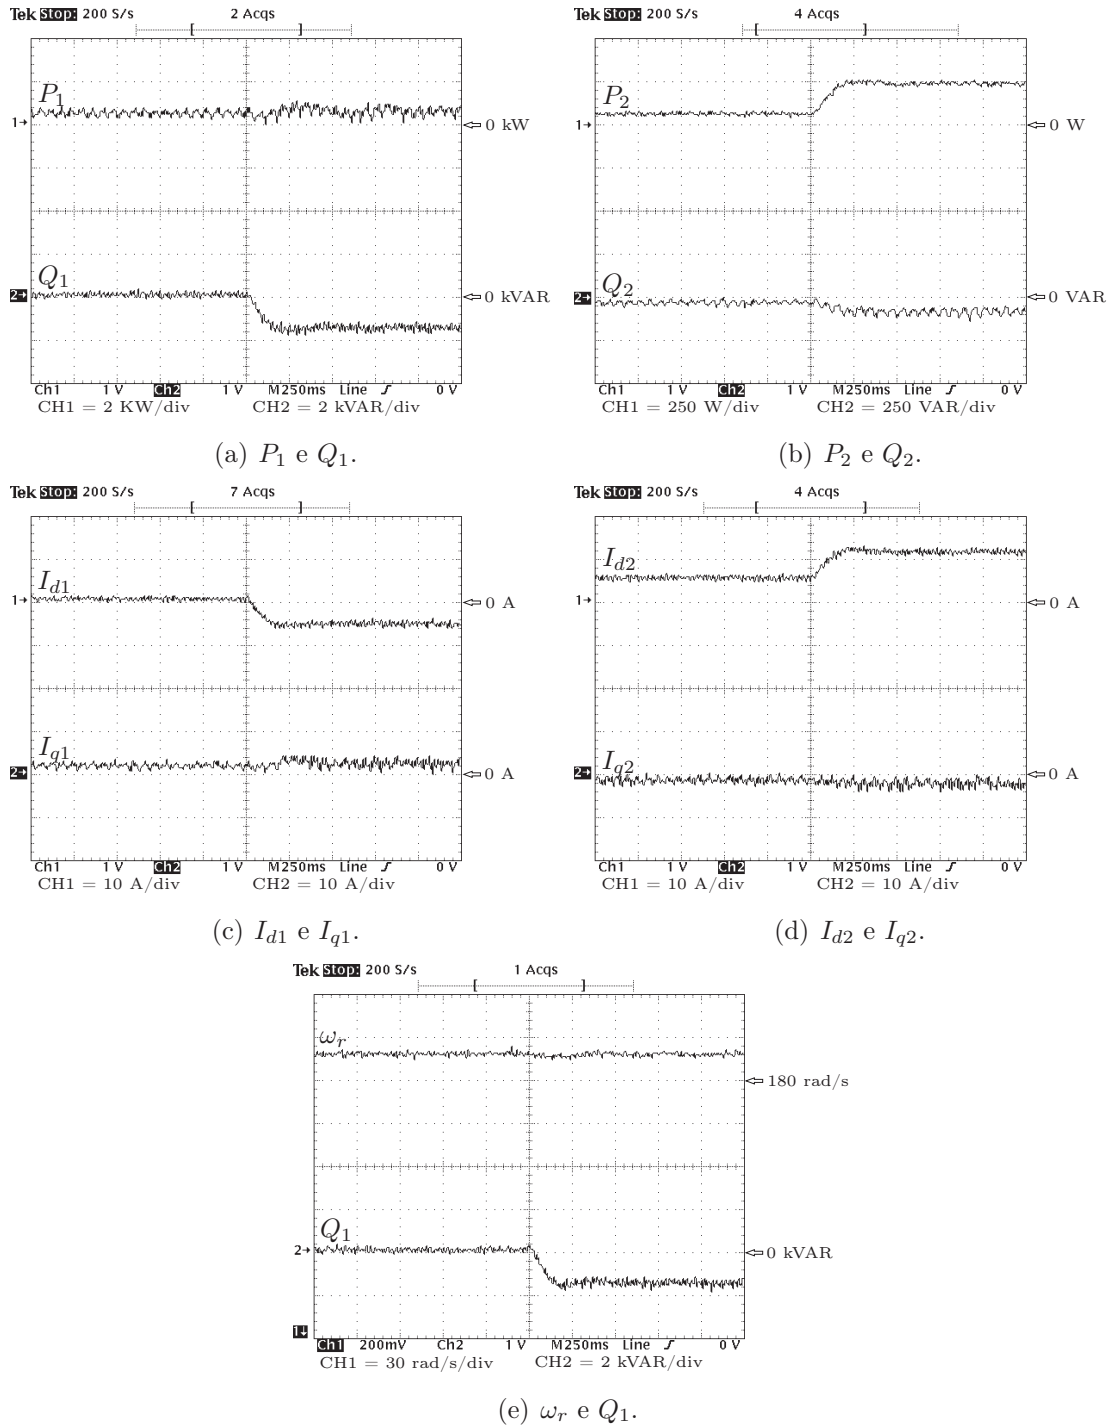 Tek Stop: 200 S/s 2 Acqs
P1
1→
0 kW
Q1
2→
0 kVAR
Ch1 1 V Ch2 1 V M250ms Line ∫ 0 V
CH1 = 2 KW/div CH2 = 2 kVAR/div
(a) P1 e Q1.
Tek Stop: 200 S/s 4 Acqs
P2
1→
0 W
Q2
2→
0 VAR
Ch1 1 V Ch2 1 V M250ms Line ∫ 0 V
CH1 = 250 W/div CH2 = 250 VAR/div
(b) P2 e Q2.
Tek Stop: 200 S/s 7 Acqs
Id1
1→
0 A
Iq1
2→
0 A
Ch1 1 V Ch2 1 V M250ms Line ∫ 0 V
CH1 = 10 A/div CH2 = 10 A/div
(c) Id1 e Iq1.
Tek Stop: 200 S/s 4 Acqs
Id2
1→
0 A
Iq2
2→
0 A
Ch1 1 V Ch2 1 V M250ms Line ∫ 0 V
CH1 = 10 A/div CH2 = 10 A/div
(d) Id2 e Iq2.
Tek Stop: 200 S/s 1 Acqs
ωr
180 rad/s
Q1
2→
0 kVAR
1↓
Ch1 200mV Ch2 1 V M250ms Line ∫ 0 V
CH1 = 30 rad/s/div CH2 = 2 kVAR/div
(e) ωr e Q1.